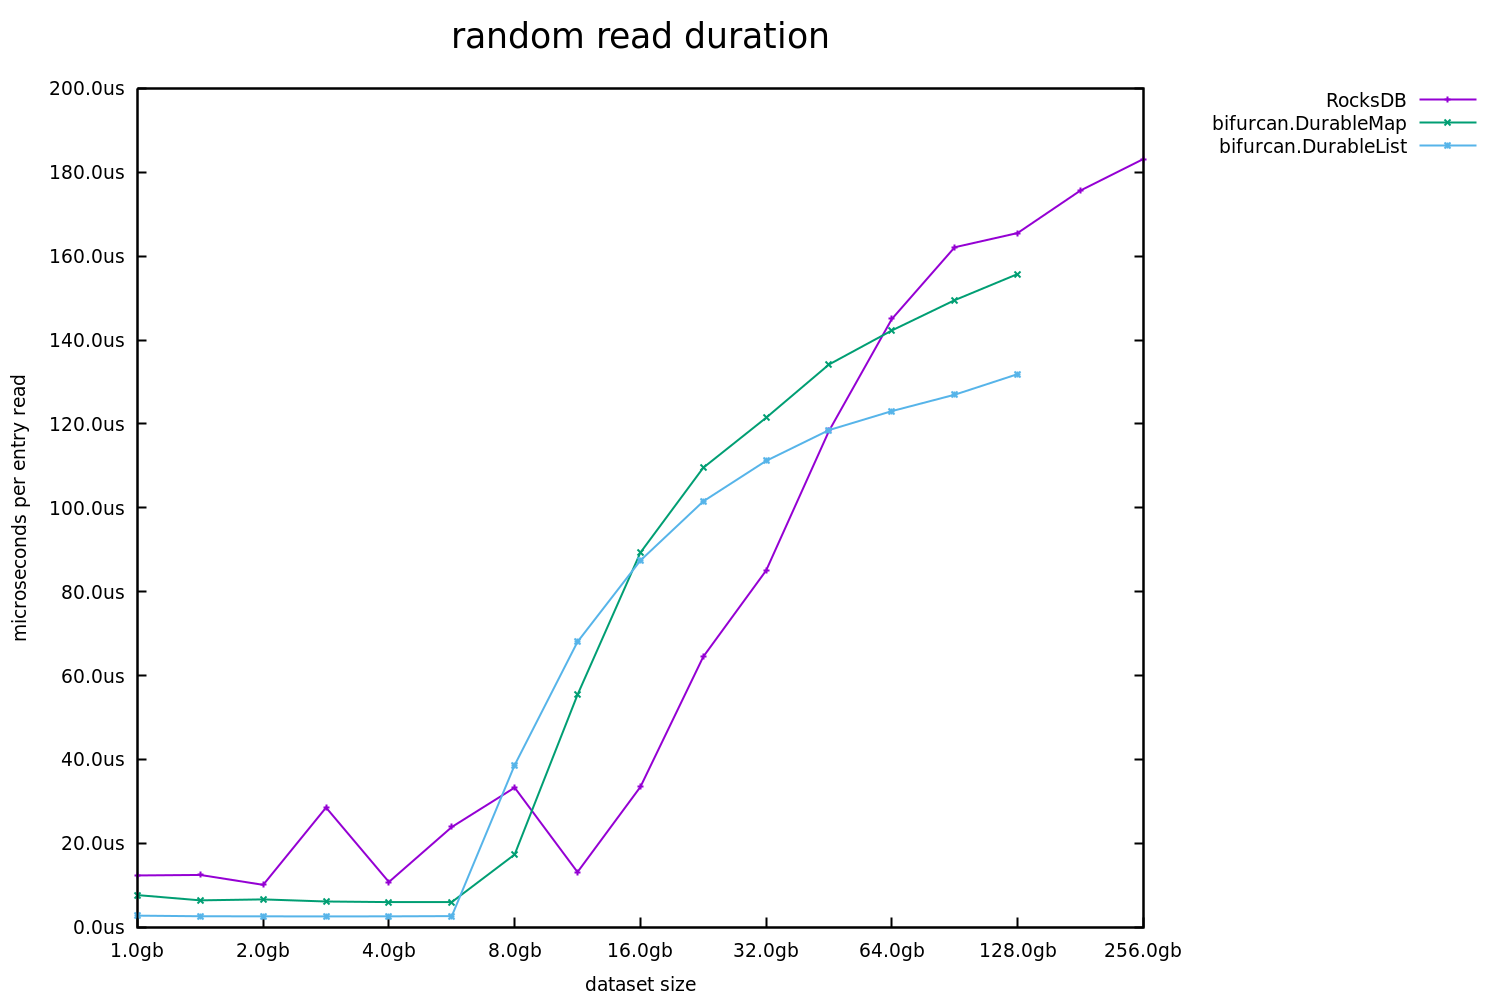 random read duration
200.0us
180.0us
160.0us
140.0us
120.0us
100.0us
80.0us
60.0us
40.0us
20.0us
0.0us
microseconds per entry read
1.0gb 2.0gb 4.0gb 8.0gb 16.0gb 32.0gb 64.0gb 128.0gb 256.0gb
dataset size
RocksDB
bifurcan.DurableMap
bifurcan.DurableList